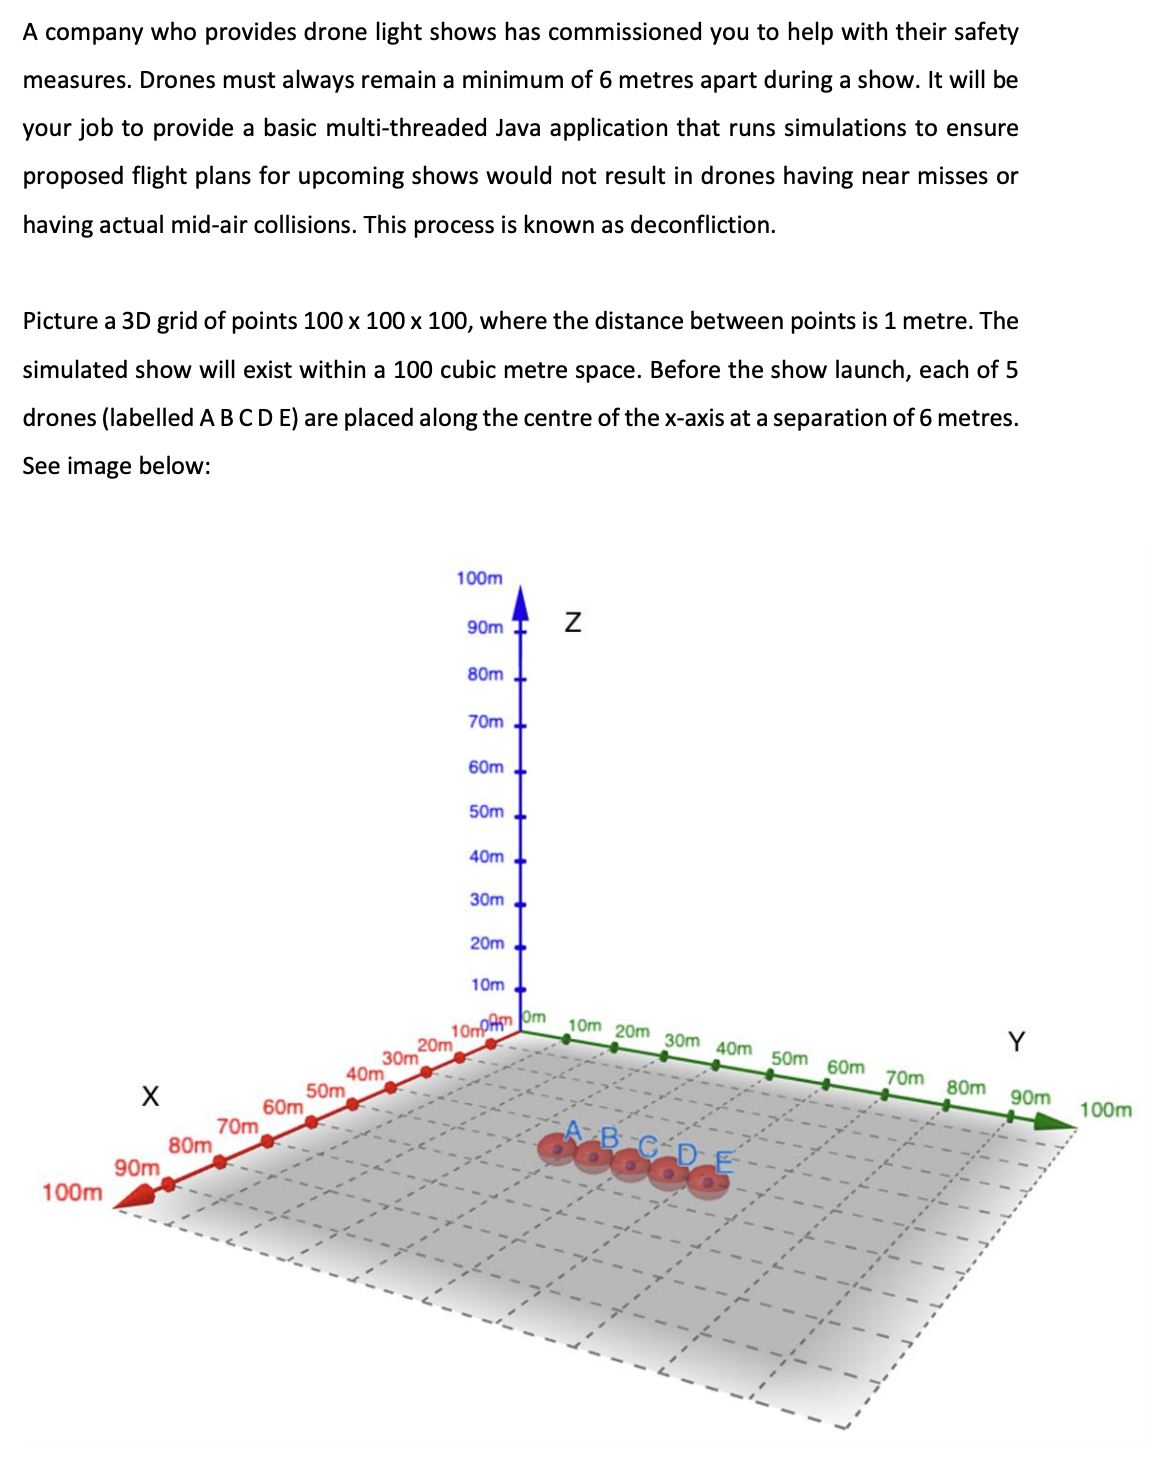 A company who provides drone light shows has commissioned you to help with their safety
measures. Drones must always remain a minimum of 6 metres apart during a show. It will be
your job to provide a basic multi-threaded Java application that runs simulations to ensure
proposed flight plans for upcoming shows would not result in drones having near misses or
having actual mid-air collisions. This process is known as deconfliction.
Picture a 3D grid of points 100 x 100 x 100, where the distance between points is 1 metre. The
simulated show will exist within a 100 cubic metre space. Before the show launch, each of 5
drones (labelled A B C D E) are placed along the centre of the x-axis at a separation of 6 metres.
See image below:
100m
Z
90m
80m
70m
60m
50m
40m
30m
20m
10m
0m
0m
0m
10m
20m
30m
40m
50m
60m
70m
80m
90m
100m
Y
10m
20m
30m
40m
50m
60m
70m
80m
90m
100m
X
A B C D E